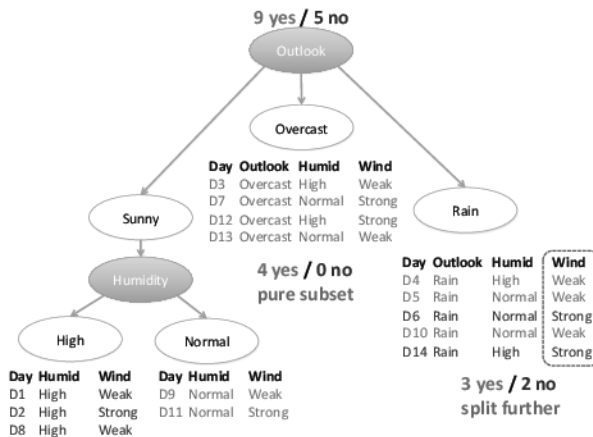 9 yes / 5 no
Outlook
Overcast
Day Outlook Humid Wind
D3 Overcast High Weak
D7 Overcast Normal Strong
D12 Overcast High Strong
D13 Overcast Normal Weak
4 yes / 0 no
pure subset
Sunny
Humidity
High
Normal
Day Humid Wind
D1 High Weak
D2 High Strong
D8 High Weak
Day Humid Wind
D9 Normal Weak
D11 Normal Strong
Rain
Day Outlook Humid Wind
D4 Rain High Weak
D5 Rain Normal Weak
D6 Rain Normal Strong
D10 Rain Normal Weak
D14 Rain High Strong
3 yes / 2 no
split further